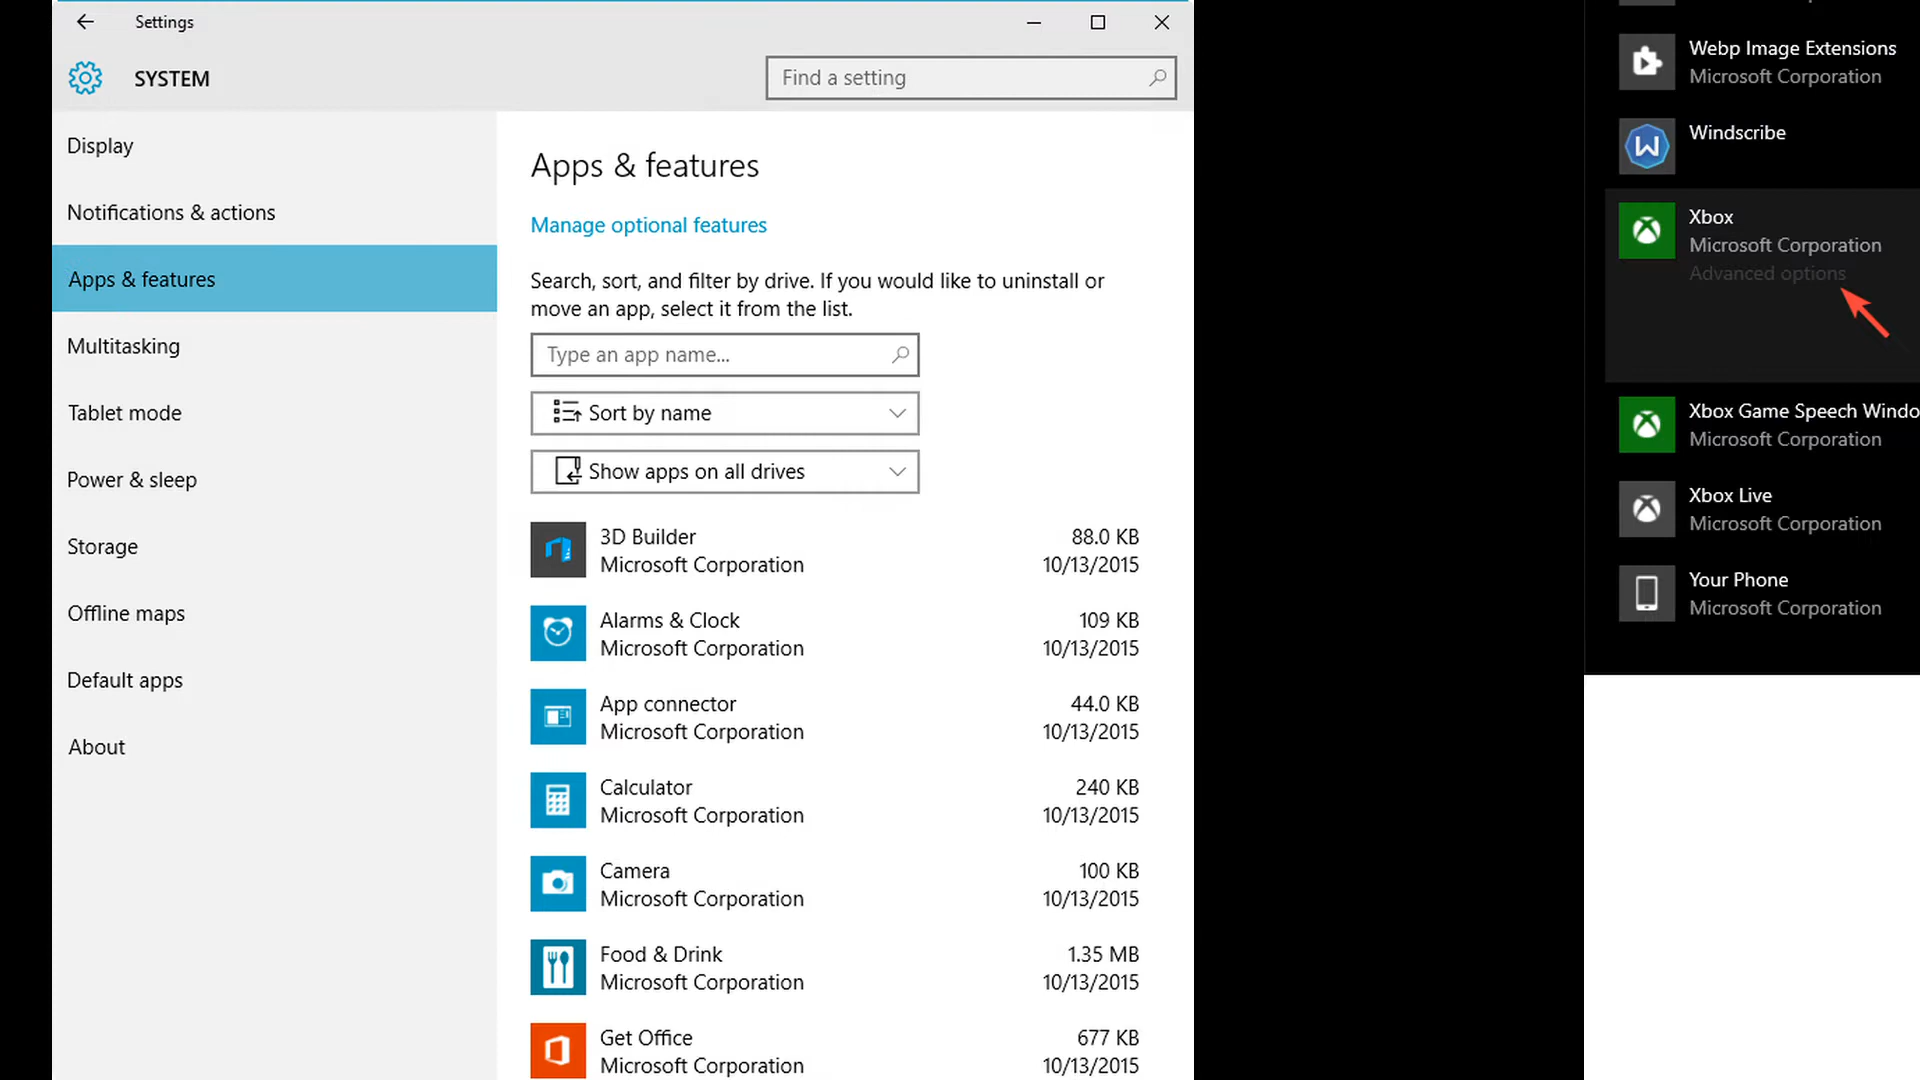 Settings
SYSTEM
Find a setting
Display
Notifications & actions
Apps & features
Multitasking
Tablet mode
Power & sleep
Storage
Offline maps
Default apps
About
Apps & features
Manage optional features
Search, sort, and filter by drive. If you would like to uninstall or
move an app, select it from the list.
Type an app name...
Sort by name
Show apps on all drives
3D Builder 88.0 KB
Microsoft Corporation 10/13/2015
Alarms & Clock 109 KB
Microsoft Corporation 10/13/2015
App connector 44.0 KB
Microsoft Corporation 10/13/2015
Calculator 240 KB
Microsoft Corporation 10/13/2015
Camera 100 KB
Microsoft Corporation 10/13/2015
Food & Drink 1.35 MB
Microsoft Corporation 10/13/2015
Get Office 677 KB
Microsoft Corporation 10/13/2015
Webp Image Extensions
Microsoft Corporation
Windscribe
Xbox
Microsoft Corporation
Advanced options
Xbox Game Speech Windo
Microsoft Corporation
Xbox Live
Microsoft Corporation
Your Phone
Microsoft Corporation